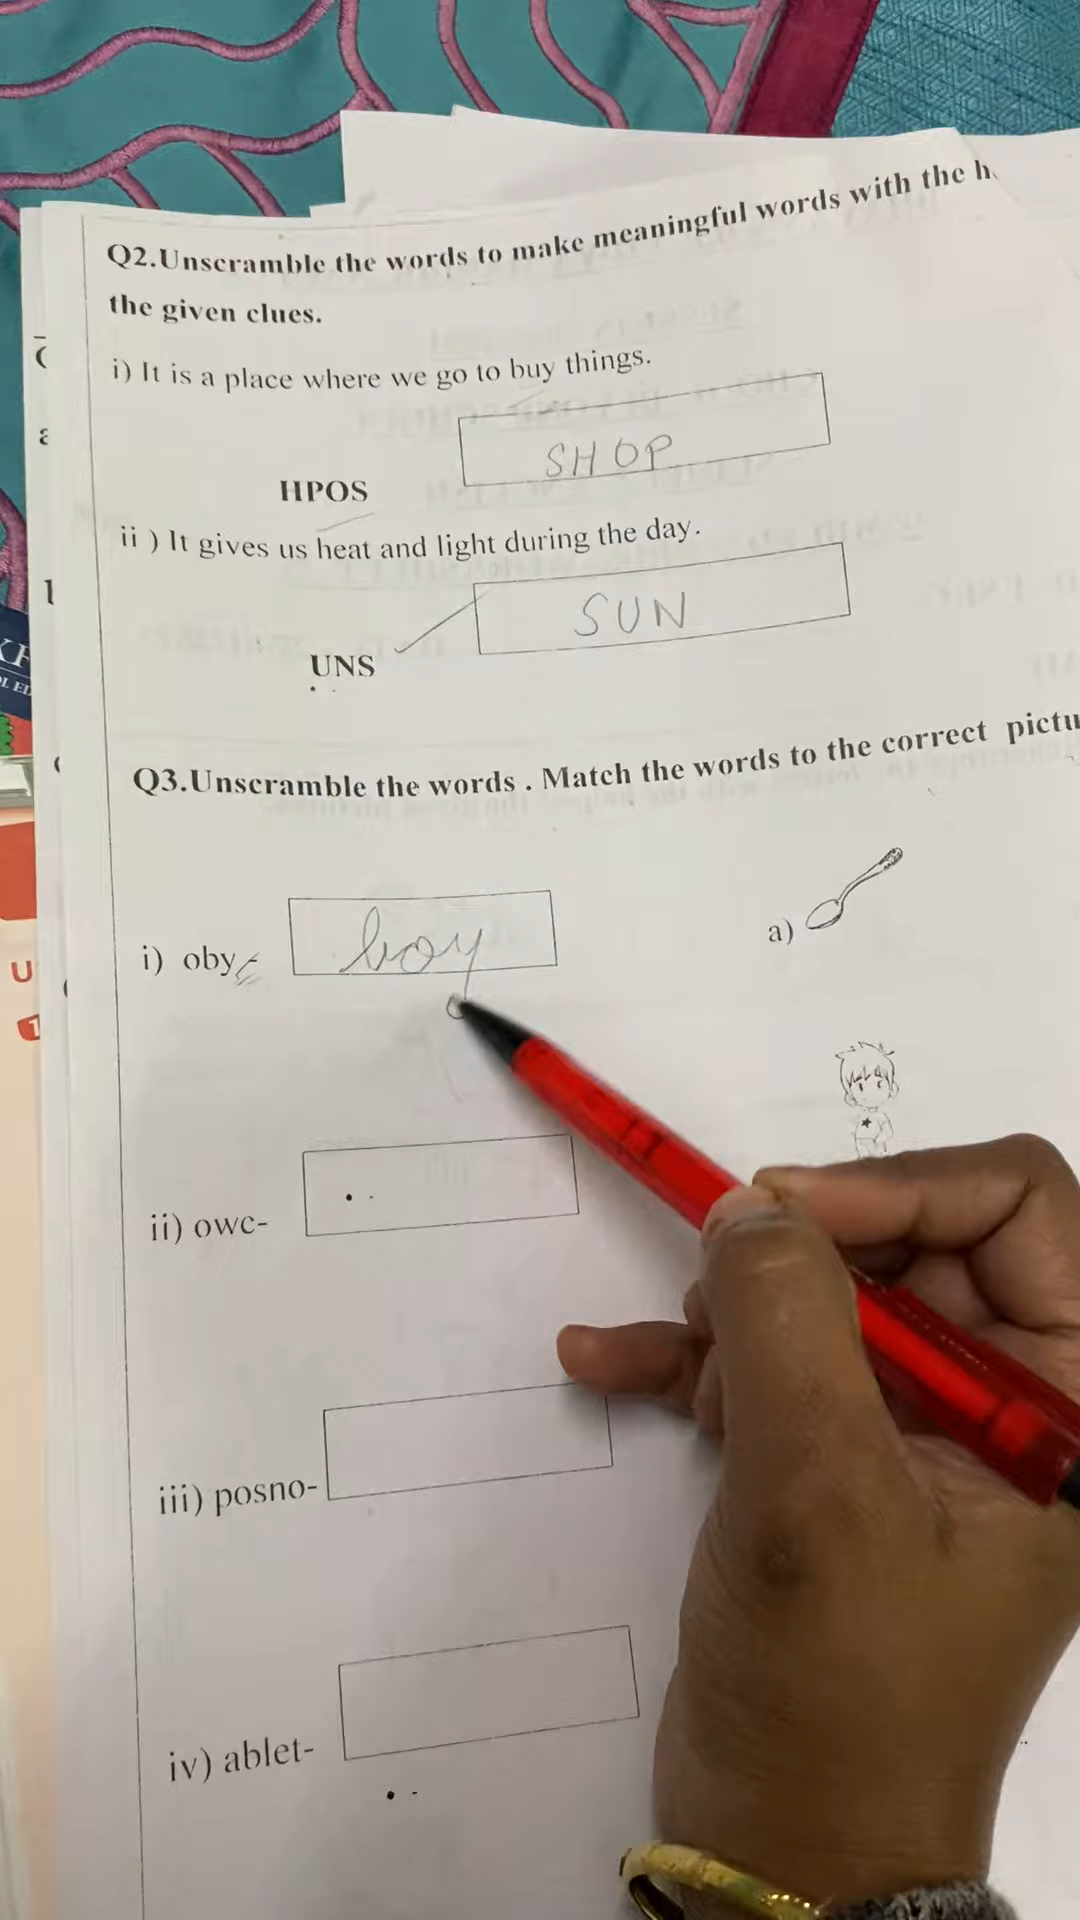 Q2.Unscramble the words to make meaningful words with the
the given clues.
i) It is a place where we go to buy things.
SHOP
HPOS
ii ) It gives us heat and light during the day.
SUN
UNS
Q3.Unscramble the words . Match the words to the correct
i) oby-
boy
a)
ii) owc-
iii) posno-
iv) ablet-